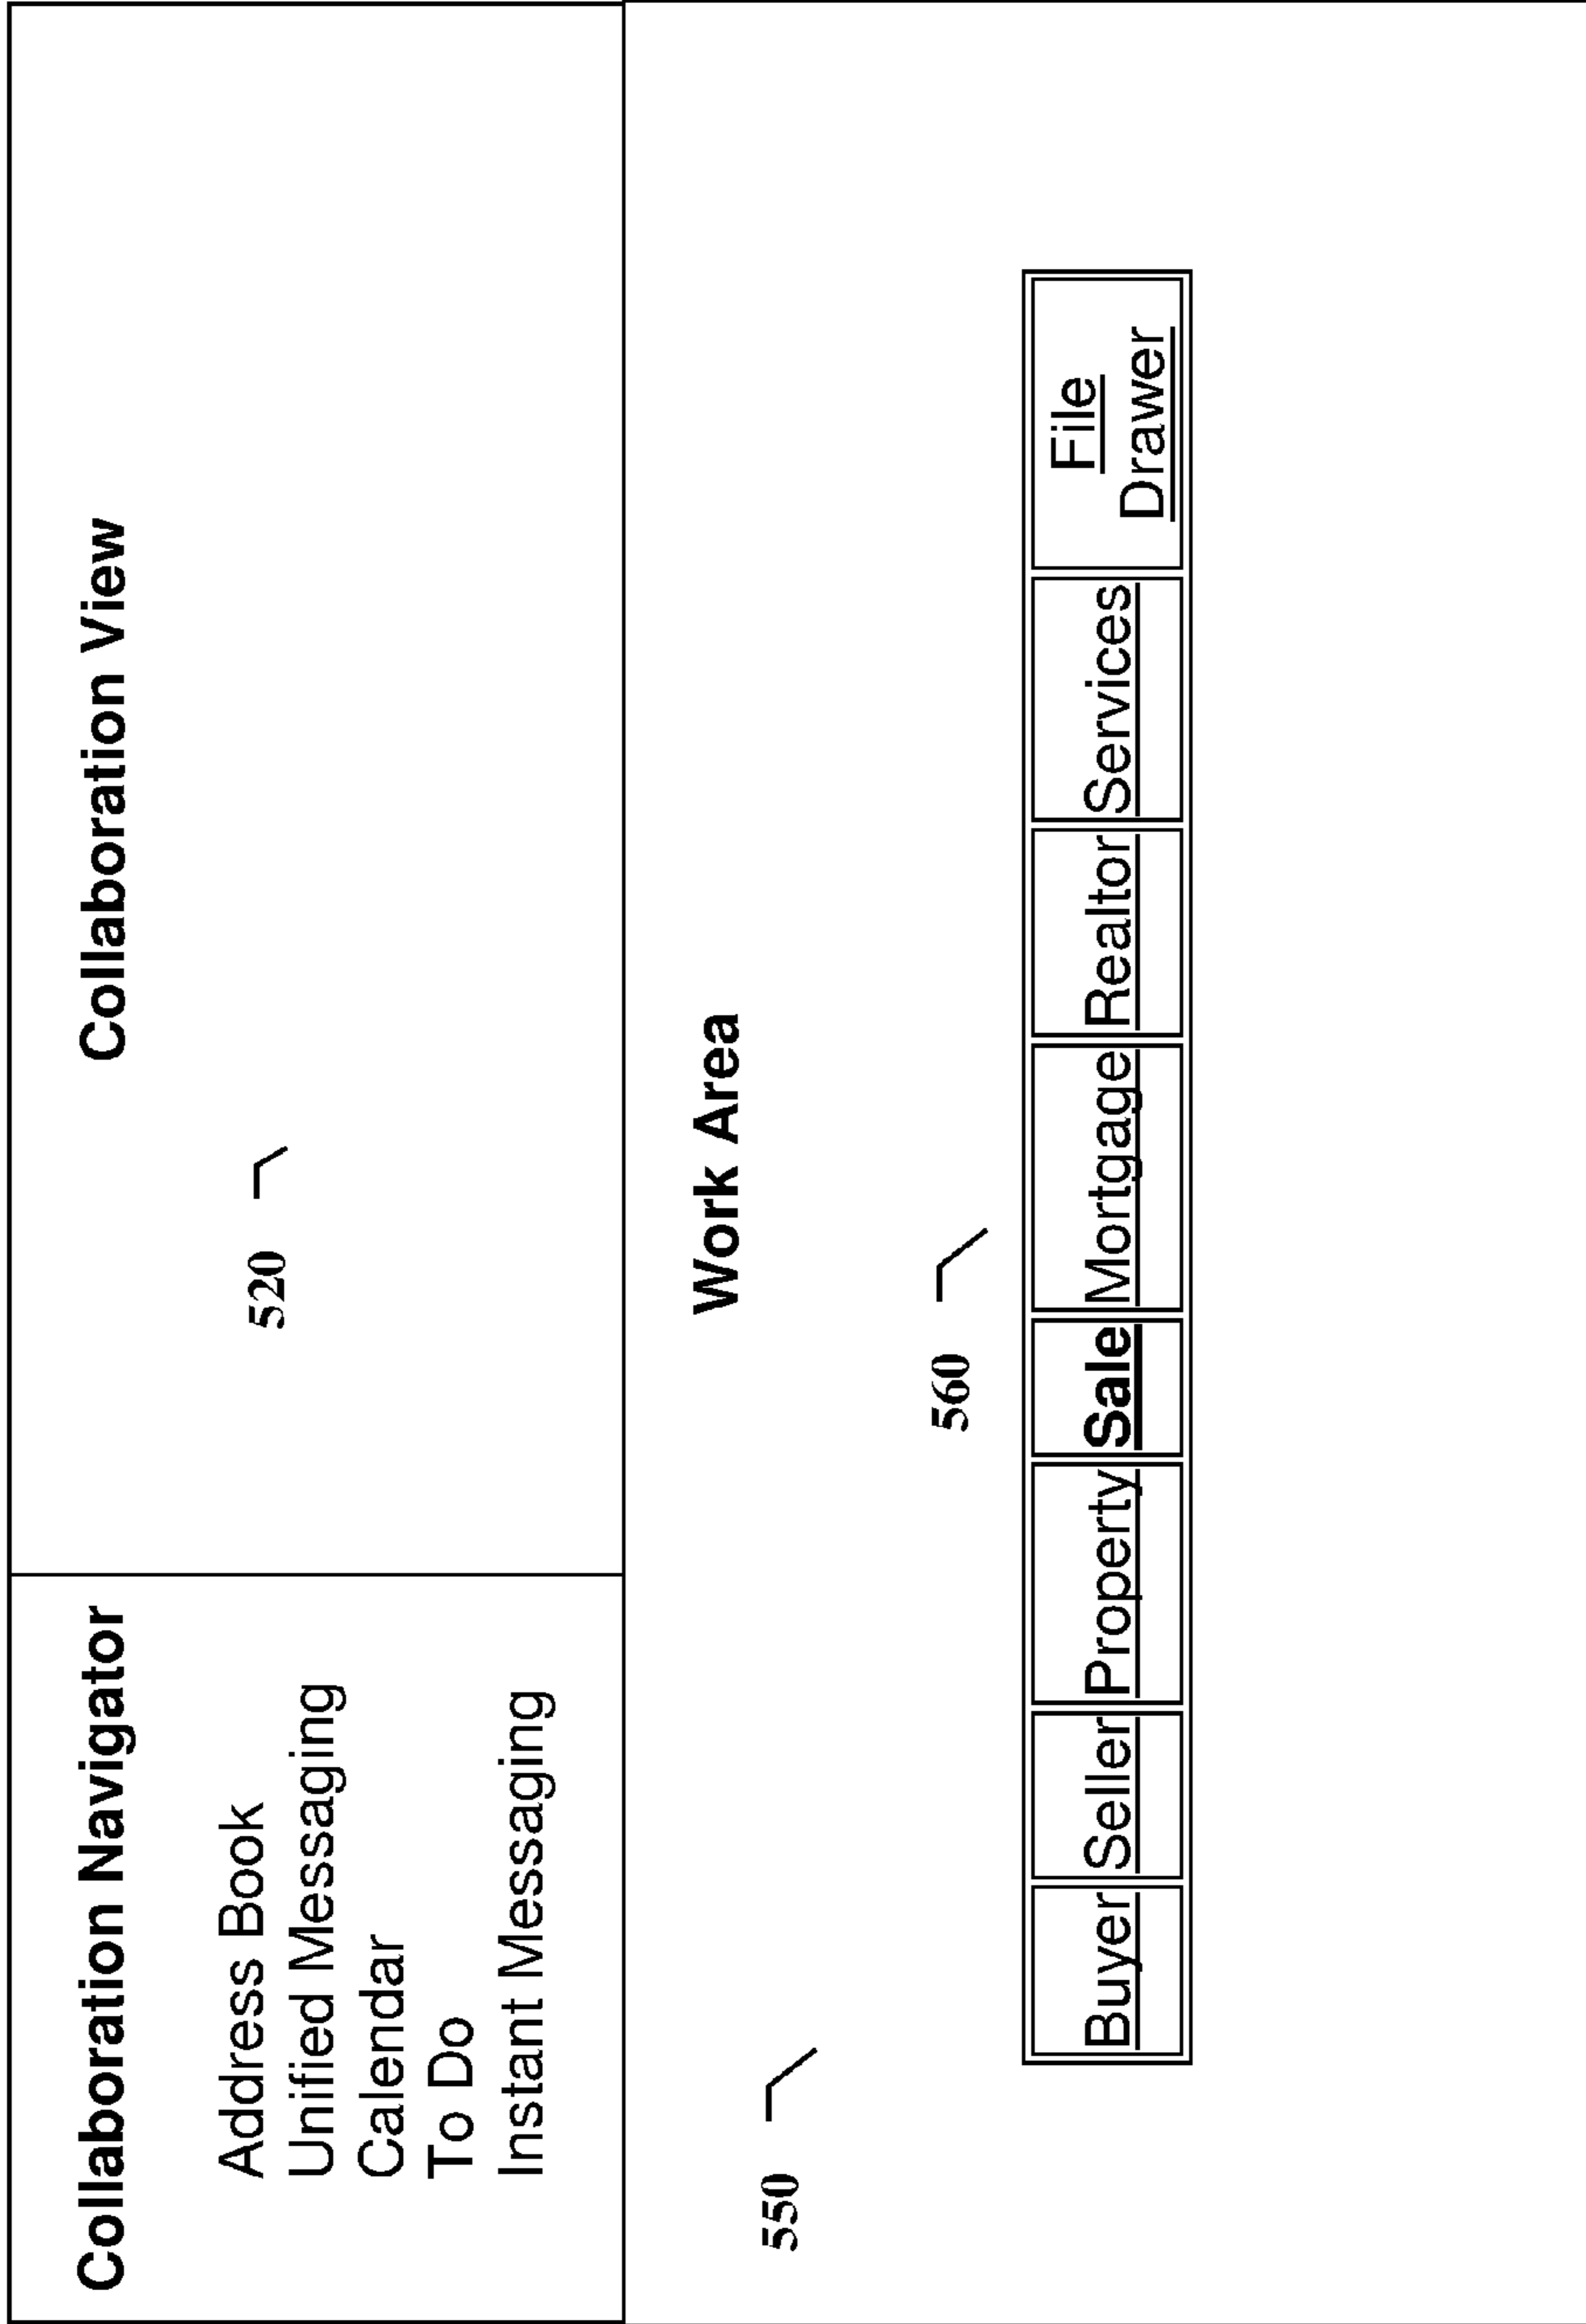 Collaboration Navigator
Address Book
Unified Messaging
Calendar
To Do
Instant Messaging
Collaboration View
520
Work Area
550
560
Buyer Seller Property Sale Mortgage Realtor Services File
Drawer